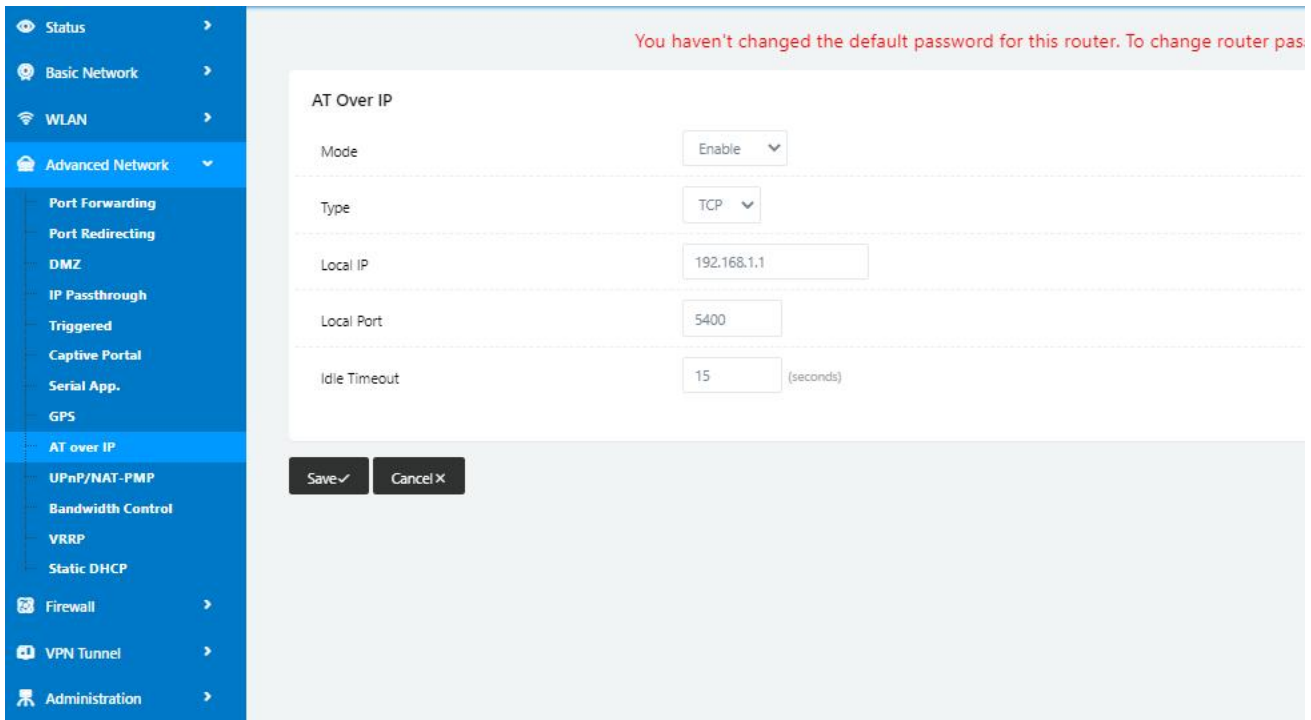 Status
Basic Network
WLAN
Advanced Network
Port Forwarding
Port Redirecting
DMZ
IP Passthrough
Triggered
Captive Portal
Serial App.
GPS
AT over IP
UPnP/NAT-PMP
Bandwidth Control
VRRP
Static DHCP
Firewall
VPN Tunnel
Administration
You haven't changed the default password for this router. To change router pas
AT Over IP
Mode Enable
Type TCP
Local IP 192.168.1.1
Local Port 5400
Idle Timeout 15 (seconds)
Save Cancel